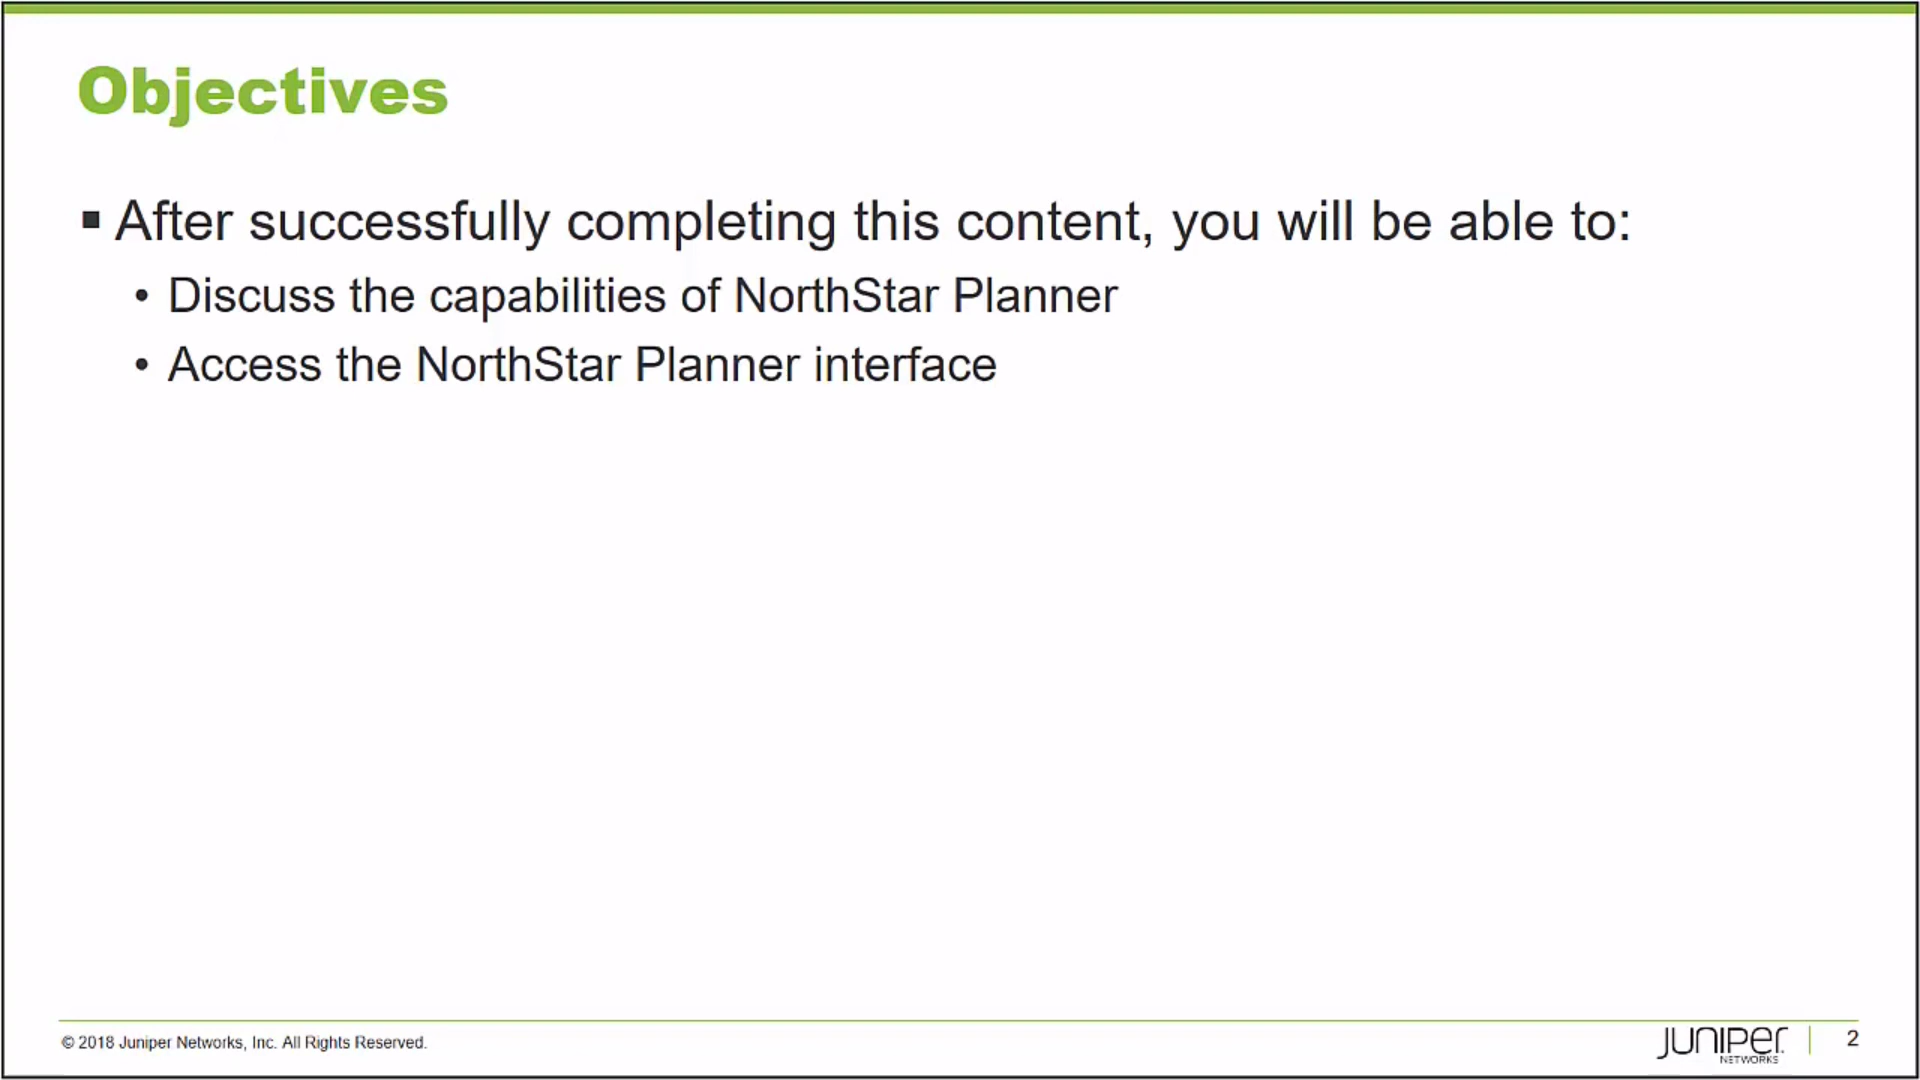 Objectives
▪ After successfully completing this content, you will be able to:
• Discuss the capabilities of NorthStar Planner
• Access the NorthStar Planner interface
© 2018 Juniper Networks, Inc. All Rights Reserved.
JUNIPer
NETWORKS
2